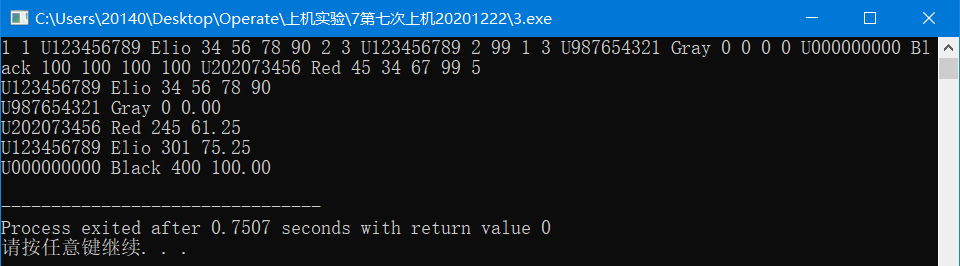 C:\Users\20140\Desktop\Operate\上机实验\7第七次上机20201222\3.exe
1 1 U123456789 Elio 34 56 78 90 2 3 U123456789 2 99 1 3 U987654321 Gray 0 0 0 0 U000000000 Bl
ack 100 100 100 100 U202073456 Red 45 34 67 99 5
U123456789 Elio 34 56 78 90
U987654321 Gray 0 0.00
U202073456 Red 245 61.25
U123456789 Elio 301 75.25
U000000000 Black 400 100.00
--------------------------------
Process exited after 0.7507 seconds with return value 0
请按任意键继续. . .